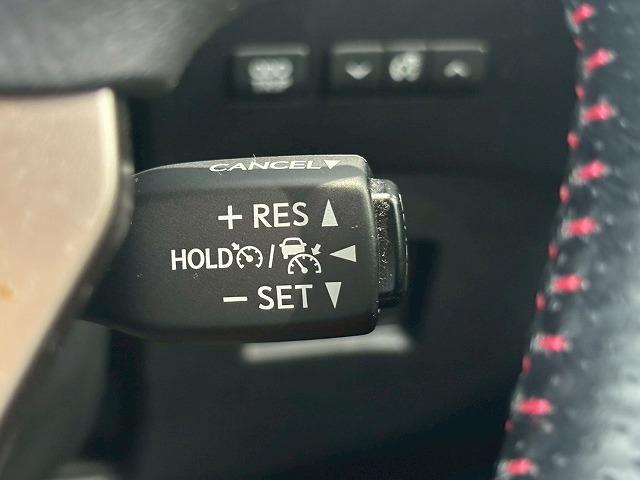 CANCEL▼
+ RES ▲
HOLD / ◀
− SET ▼